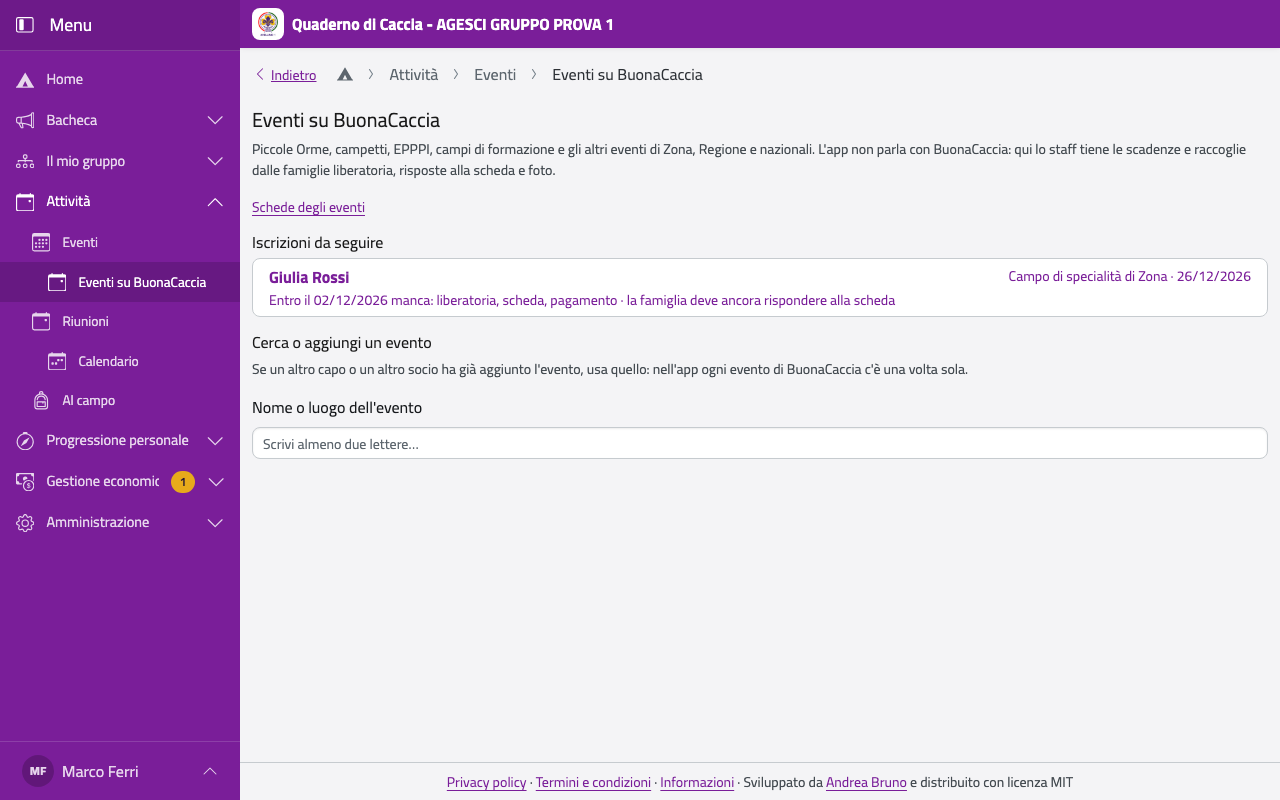 Menu
Quaderno di Caccia - AGESCI GRUPPO PROVA 1
Home
Bacheca
Il mio gruppo
Attività
Eventi
Eventi su BuonaCaccia
Riunioni
Calendario
Al campo
Progressione personale
Gestione economic
1
Amministrazione
MF
Marco Ferri
Indietro
Attività
Eventi
Eventi su BuonaCaccia
Eventi su BuonaCaccia
Piccole Orme, campetti, EPPPI, campi di formazione e gli altri eventi di Zona, Regione e nazionali. L'app non parla con BuonaCaccia: qui lo staff tiene le scadenze e raccoglie
dalle famiglie liberatoria, risposte alla scheda e foto.
Schede degli eventi
Iscrizioni da seguire
Giulia Rossi
Campo di specialità di Zona · 26/12/2026
Entro il 02/12/2026 manca: liberatoria, scheda, pagamento · la famiglia deve ancora rispondere alla scheda
Cerca o aggiungi un evento
Se un altro capo o un altro socio ha già aggiunto l'evento, usa quello: nell'app ogni evento di BuonaCaccia c'è una volta sola.
Nome o luogo dell'evento
Scrivi almeno due lettere...
Privacy policy · Termini e condizioni · Informazioni · Sviluppato da Andrea Bruno e distribuito con licenza MIT